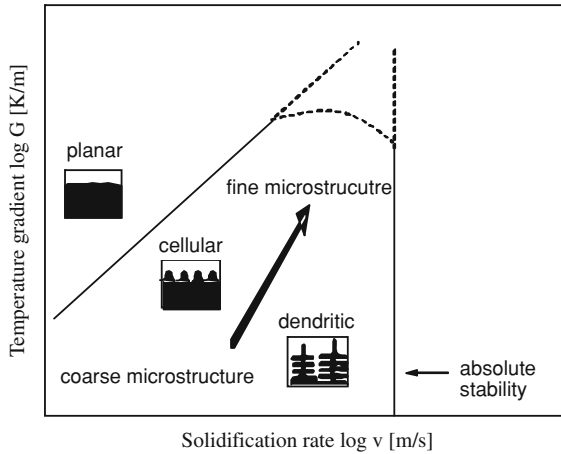 Temperature gradient log G [K/m]
planar
fine microstrucutre
cellular
dendritic
coarse microstructure
absolute
stability
Solidification rate log v [m/s]